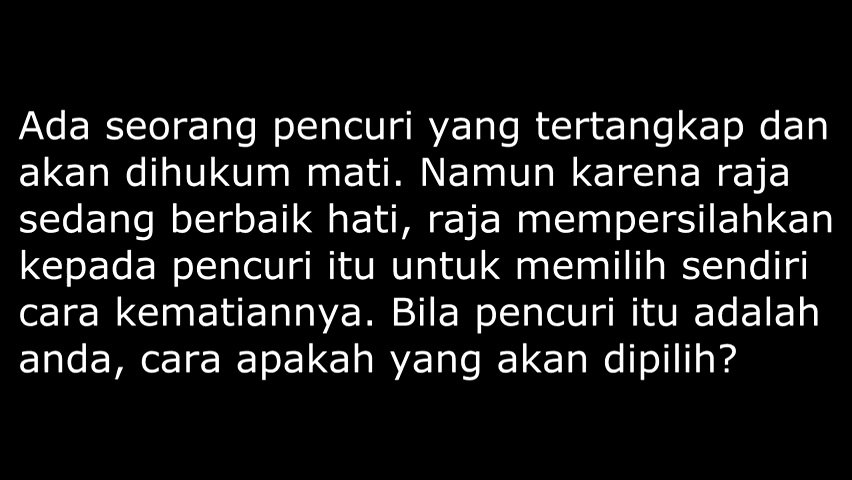 Ada seorang pencuri yang tertangkap dan
akan dihukum mati. Namun karena raja
sedang berbaik hati, raja mempersilahkan
kepada pencuri itu untuk memilih sendiri
cara kematiannya. Bila pencuri itu adalah
anda, cara apakah yang akan dipilih?